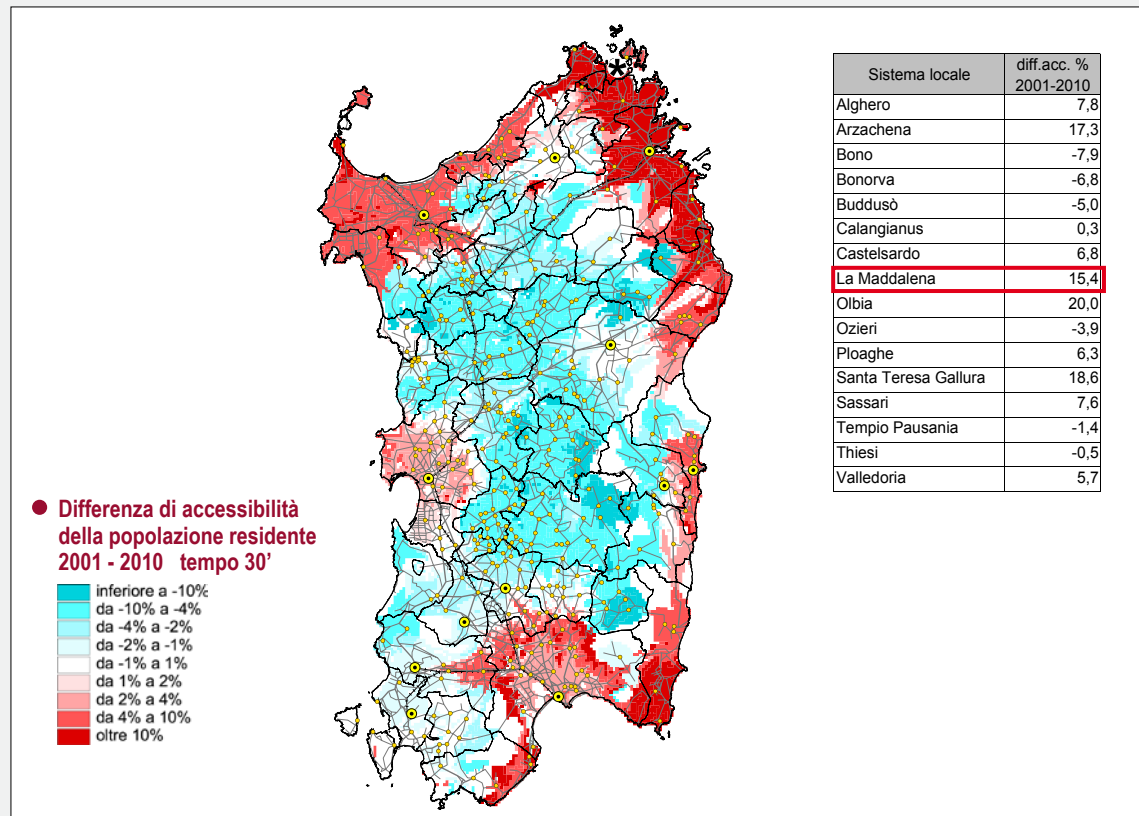 Sistema locale diff.acc. % 2001-2010
Alghero 7,8
Arzachena 17,3
Bono -7,9
Bonorva -6,8
Buddusò -5,0
Calangianus 0,3
Castelsardo 6,8
La Maddalena 15,4
Olbia 20,0
Ozieri -3,9
Ploaghe 6,3
Santa Teresa Gallura 18,6
Sassari 7,6
Tempio Pausania -1,4
Thiesi -0,5
Valledoria 5,7
Differenza di accessibilità
della popolazione residente
2001 - 2010 tempo 30'
inferiore a -10%
da -10% a -4%
da -4% a -2%
da -2% a -1%
da -1% a 1%
da 1% a 2%
da 2% a 4%
da 4% a 10%
oltre 10%